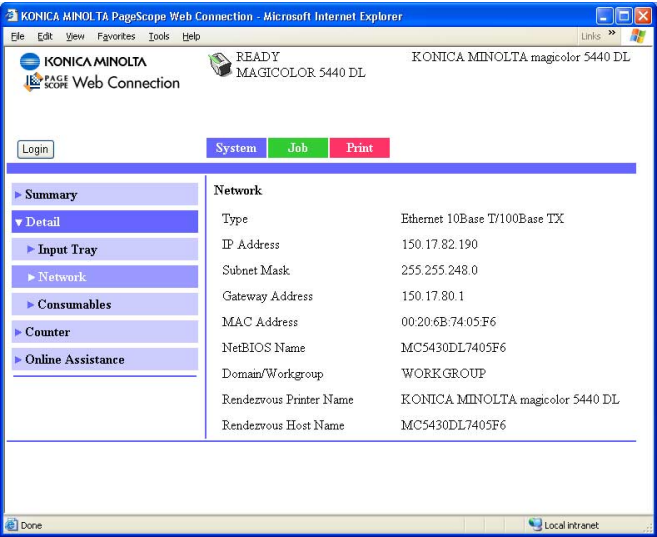 KONICA MINOLTA PageScope Web Connection - Microsoft Internet Explorer
File Edit View Favorites Tools Help Links »
KONICA MINOLTA
PAGE SCOPE Web Connection
READY
MAGICOLOR 5440 DL
KONICA MINOLTA magicolor 5440 DL
Login
System Job Print
Summary
Detail
Input Tray
Network
Consumables
Counter
Online Assistance
Network
Type Ethernet 10Base T/100Base TX
IP Address 150.17.82.190
Subnet Mask 255.255.248.0
Gateway Address 150.17.80.1
MAC Address 00:20:6B:74:05:F6
NetBIOS Name MC5430DL7405F6
Domain/Workgroup WORKGROUP
Rendezvous Printer Name KONICA MINOLTA magicolor 5440 DL
Rendezvous Host Name MC5430DL7405F6
Done Local intranet